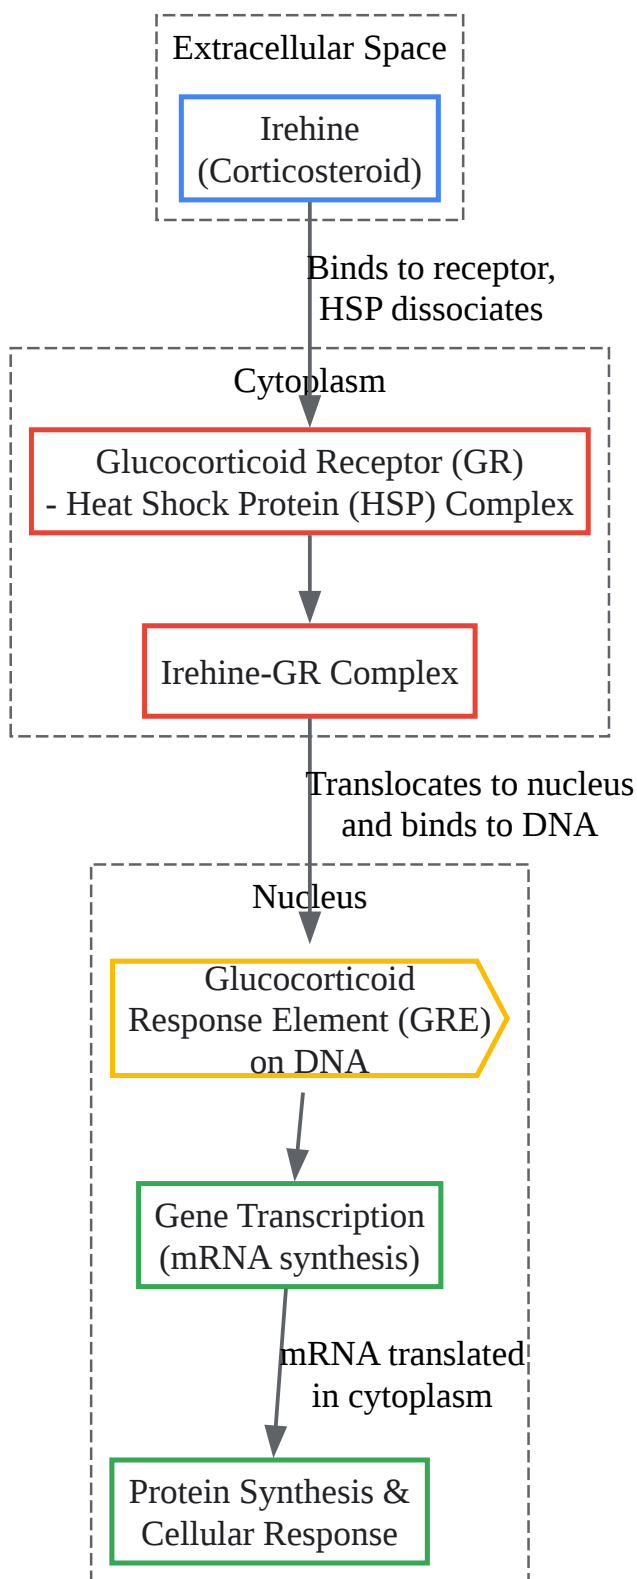 Extracellular Space
Irehine
(Corticosteroid)
Binds to receptor,
HSP dissociates
Cytoplasm
Glucocorticoid Receptor (GR)
- Heat Shock Protein (HSP) Complex
Irehine-GR Complex
Translocates to nucleus
and binds to DNA
Nucleus
Glucocorticoid
Response Element (GRE)
on DNA
Gene Transcription
(mRNA synthesis)
mRNA translated
in cytoplasm
Protein Synthesis &
Cellular Response